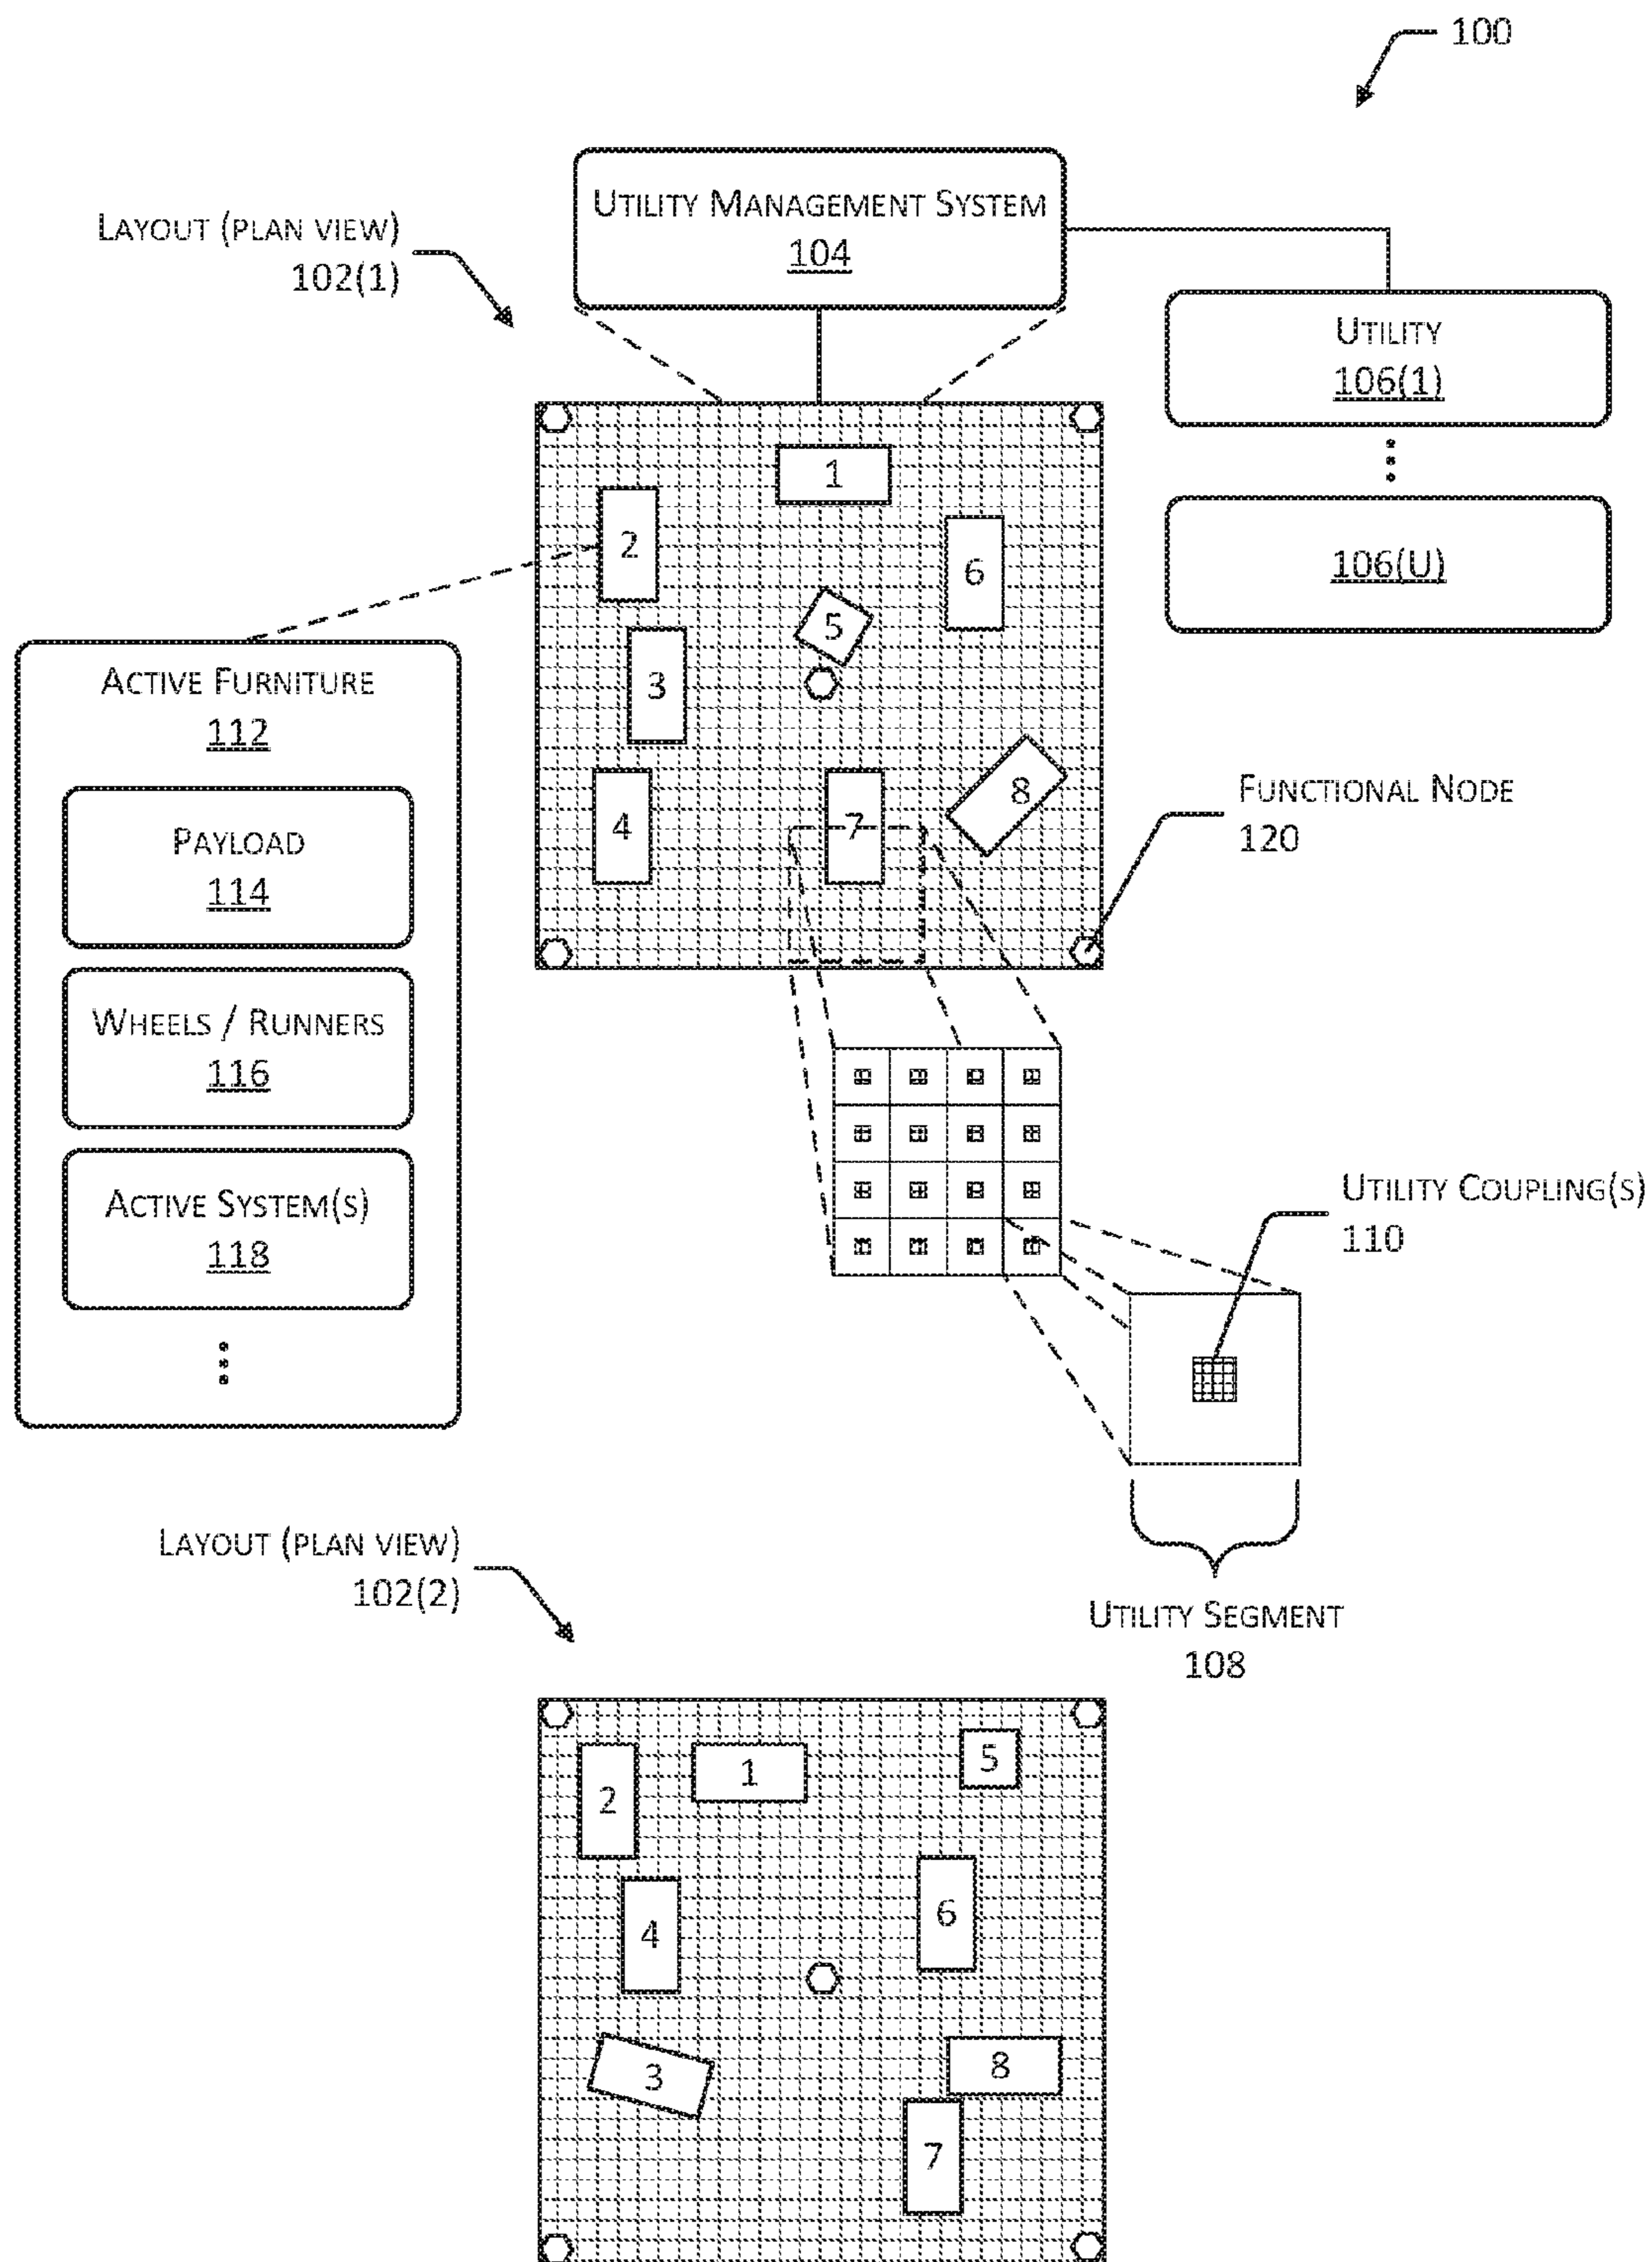 100
UTILITY MANAGEMENT SYSTEM
104
LAYOUT (PLAN VIEW)
102(1)
UTILITY
106(1)
106(U)
1
2
6
5
3
8
4
7
ACTIVE FURNITURE
112
PAYLOAD
114
WHEELS / RUNNERS
116
ACTIVE SYSTEM(S)
118
FUNCTIONAL NODE
120
UTILITY COUPLING(S)
110
UTILITY SEGMENT
108
LAYOUT (PLAN VIEW)
102(2)
1
5
2
6
4
8
3
7